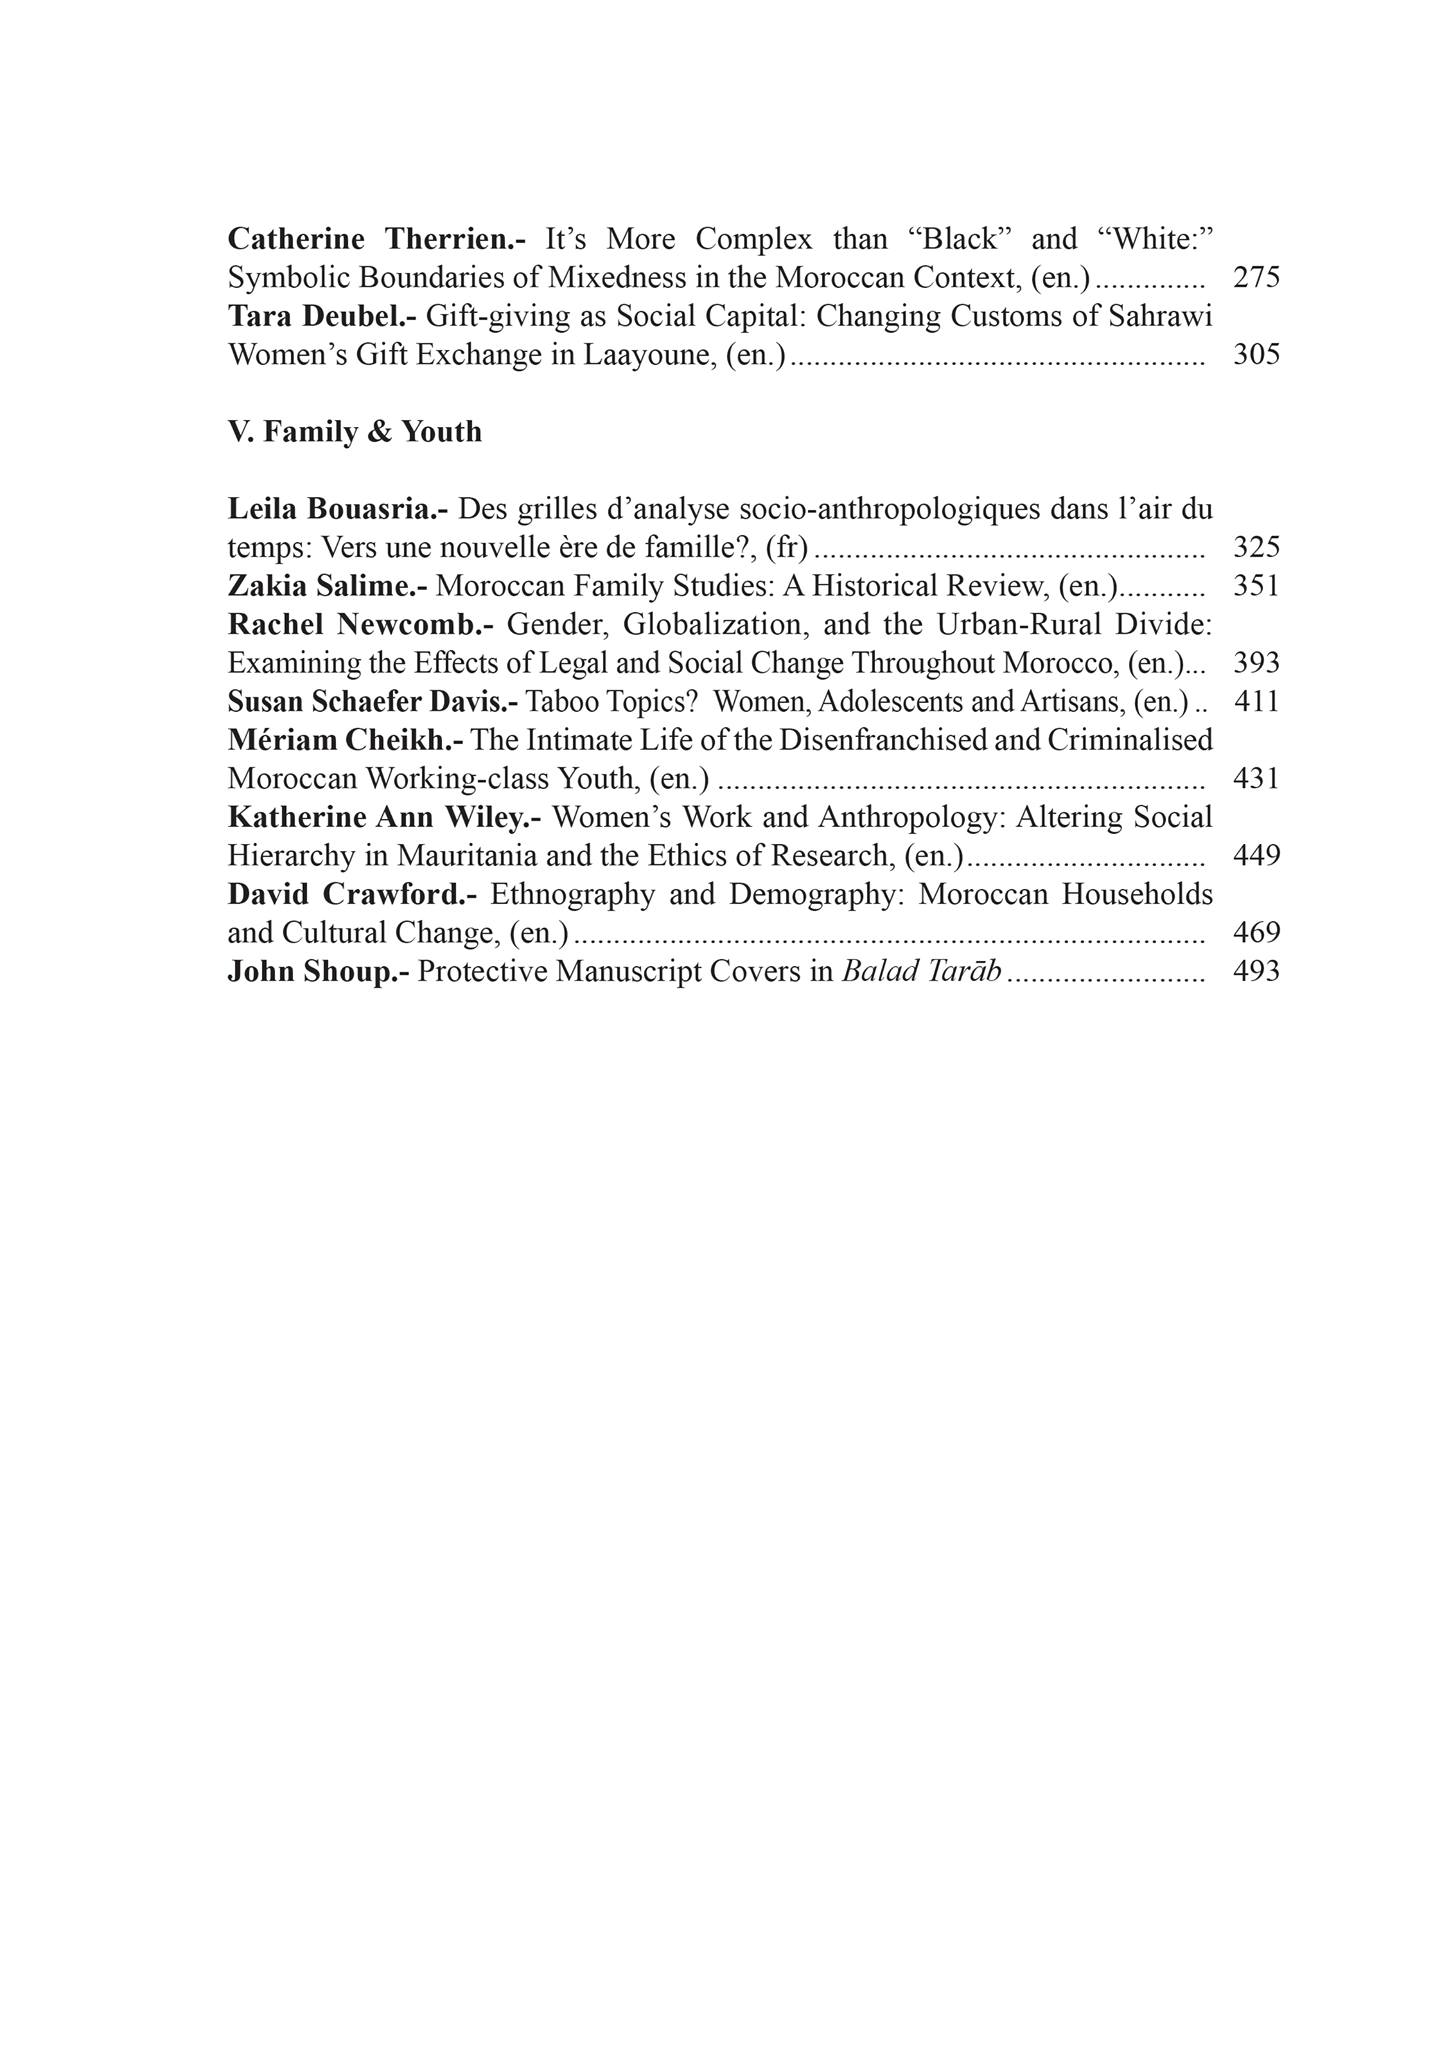 Catherine Therrien.- It’s More Complex than “Black” and “White:”
Symbolic Boundaries of Mixedness in the Moroccan Context, (en.).............. 275
Tara Deubel.- Gift-giving as Social Capital: Changing Customs of Sahrawi
Women’s Gift Exchange in Laayoune, (en.).................................................... 305
V. Family & Youth
Leila Bouasria.- Des grilles d’analyse socio-anthropologiques dans l’air du
temps: Vers une nouvelle ère de famille?, (fr)................................................. 325
Zakia Salime.- Moroccan Family Studies: A Historical Review, (en.)........... 351
Rachel Newcomb.- Gender, Globalization, and the Urban-Rural Divide:
Examining the Effects of Legal and Social Change Throughout Morocco, (en.)... 393
Susan Schaefer Davis.- Taboo Topics?  Women, Adolescents and Artisans, (en.) .. 411
Mériam Cheikh.- The Intimate Life of the Disenfranchised and Criminalised
Moroccan Working-class Youth, (en.) ............................................................. 431
Katherine Ann Wiley.- Women’s Work and Anthropology: Altering Social
Hierarchy in Mauritania and the Ethics of Research, (en.).............................. 449
David Crawford.- Ethnography and Demography: Moroccan Households
and Cultural Change, (en.)............................................................................... 469
John Shoup.- Protective Manuscript Covers in Balad Tarāb......................... 493